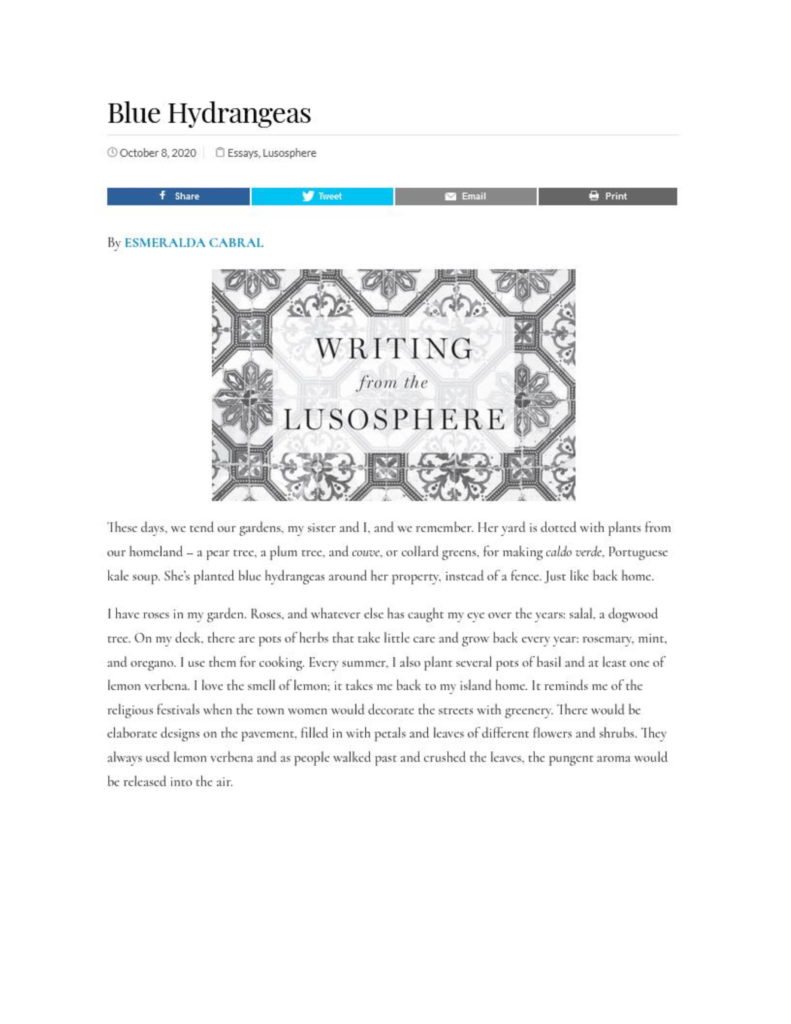 Blue Hydrangeas
October 8, 2020 Essays, Lusosphere
Share Tweet Email Print
By ESMERALDA CABRAL
WRITING
from the
LUSOSPHERE
These days, we tend our gardens, my sister and I, and we remember. Her yard is dotted with plants from
our homeland – a pear tree, a plum tree, and couve, or collard greens, for making caldo verde, Portuguese
kale soup. She's planted blue hydrangeas around her property, instead of a fence. Just like back home.
I have roses in my garden. Roses, and whatever else has caught my eye over the years: salal, a dogwood
tree. On my deck, there are pots of herbs that take little care and grow back every year: rosemary, mint,
and oregano. I use them for cooking. Every summer, I also plant several pots of basil and at least one of
lemon verbena. I love the smell of lemon; it takes me back to my island home. It reminds me of the
religious festivals when the town women would decorate the streets with greenery. There would be
elaborate designs on the pavement, filled in with petals and leaves of different flowers and shrubs. They
always used lemon verbena and as people walked past and crushed the leaves, the pungent aroma would
be released into the air.